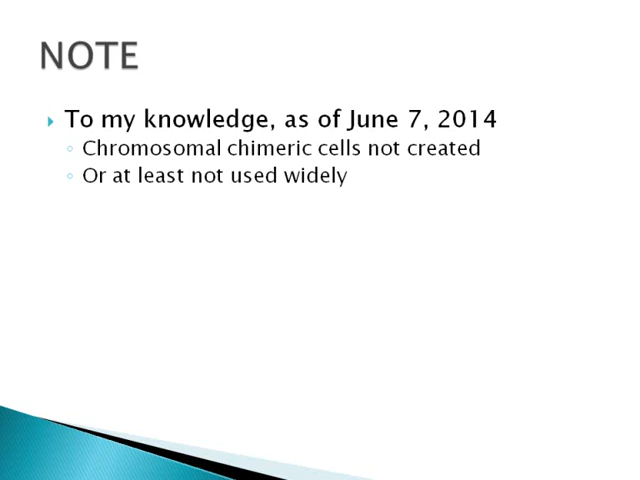 NOTE
To my knowledge, as of June 7, 2014
Chromosomal chimeric cells not created
Or at least not used widely